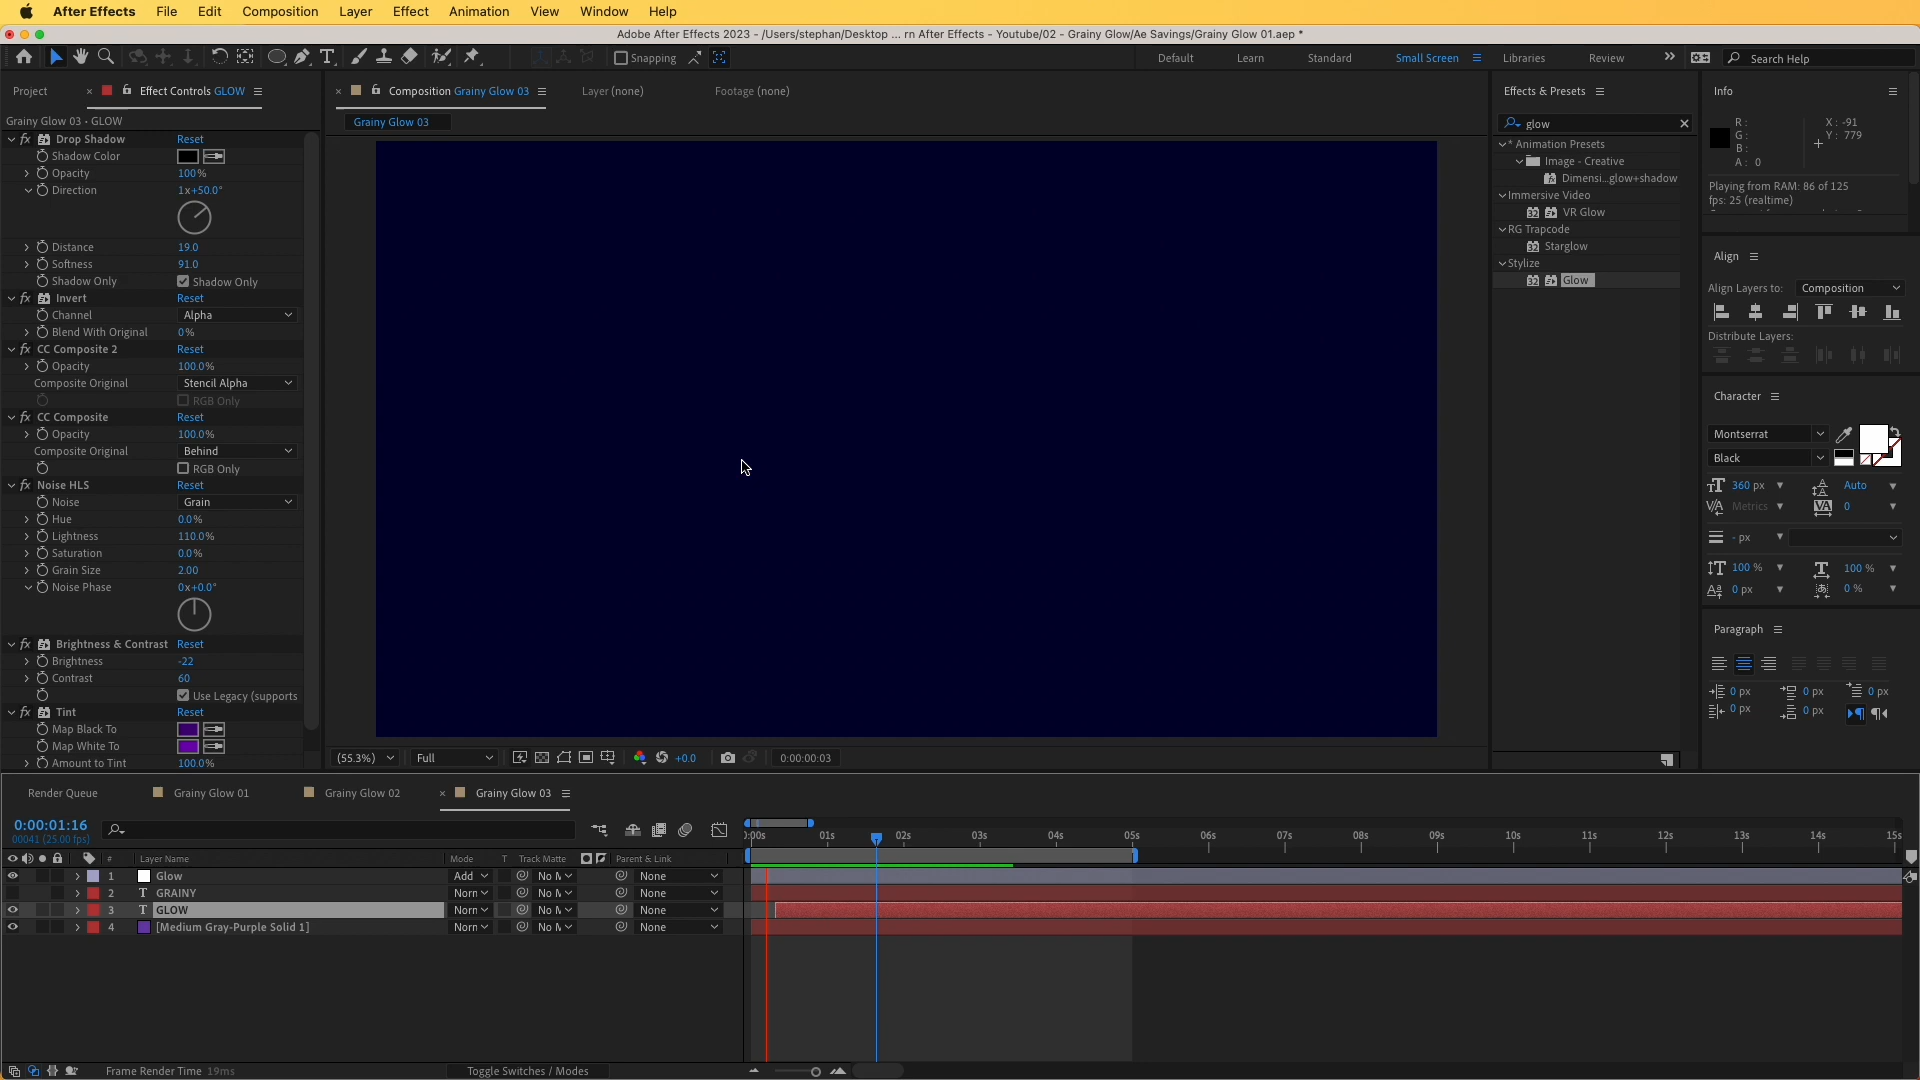 After Effects File Edit Composition Layer Effect Animation View Window Help
Adobe After Effects 2023 - /Users/stephan/Desktop ... rn After Effects - Youtube/02 - Grainy Glow/Ae Savings/Grainy Glow 01.aep *
Snapping
Default Learn Standard Small Screen Libraries Review Search Help
Project Effect Controls GLOW
Grainy Glow 03 • GLOW
Drop Shadow Reset
Shadow Color
Opacity 100%
Direction 1x+50.0°
Distance 19.0
Softness 91.0
Shadow Only Shadow Only
Invert Reset
Channel Alpha
Blend With Original 0%
CC Composite 2 Reset
Opacity 100.0%
Composite Original Stencil Alpha
RGB Only
CC Composite Reset
Opacity 100.0%
Composite Original Behind
RGB Only
Noise HLS Reset
Noise Grain
Hue 0.0%
Lightness 110.0%
Saturation 0.0%
Grain Size 2.00
Noise Phase 0x+0.0°
Brightness & Contrast Reset
Brightness -22
Contrast 60
Use Legacy (supports
Tint Reset
Map Black To
Map White To
Amount to Tint 100.0%
Composition Grainy Glow 03 Layer (none) Footage (none)
Grainy Glow 03
(55.3%) Full +0.0 0:00:00:03
Effects & Presets
glow
* Animation Presets
Image - Creative
Dimensi...glow+shadow
Immersive Video
VR Glow
RG Trapcode
Starglow
Stylize
Glow
Info
R :
G :
B :
A : 0
X : -91
Y : 779
Playing from RAM: 86 of 125
fps: 25 (realtime)
Align
Align Layers to: Composition
Distribute Layers:
Character
Montserrat
Black
360 px Auto
Metrics 0
- px
100 % 100 %
0 px 0 %
Paragraph
0 px 0 px 0 px
0 px 0 px
Render Queue Grainy Glow 01 Grainy Glow 02 Grainy Glow 03
0:00:01:16
00041 (25.00 fps)
:00s 01s 02s 03s 04s 05s 06s 07s 08s 09s 10s 11s 12s 13s 14s 15s
# Layer Name Mode T Track Matte Parent & Link
1 Glow Add No M None
2 T GRAINY Norn No M None
3 T GLOW Norn No M None
4 [Medium Gray-Purple Solid 1] Norn No M None
Frame Render Time 19ms Toggle Switches / Modes